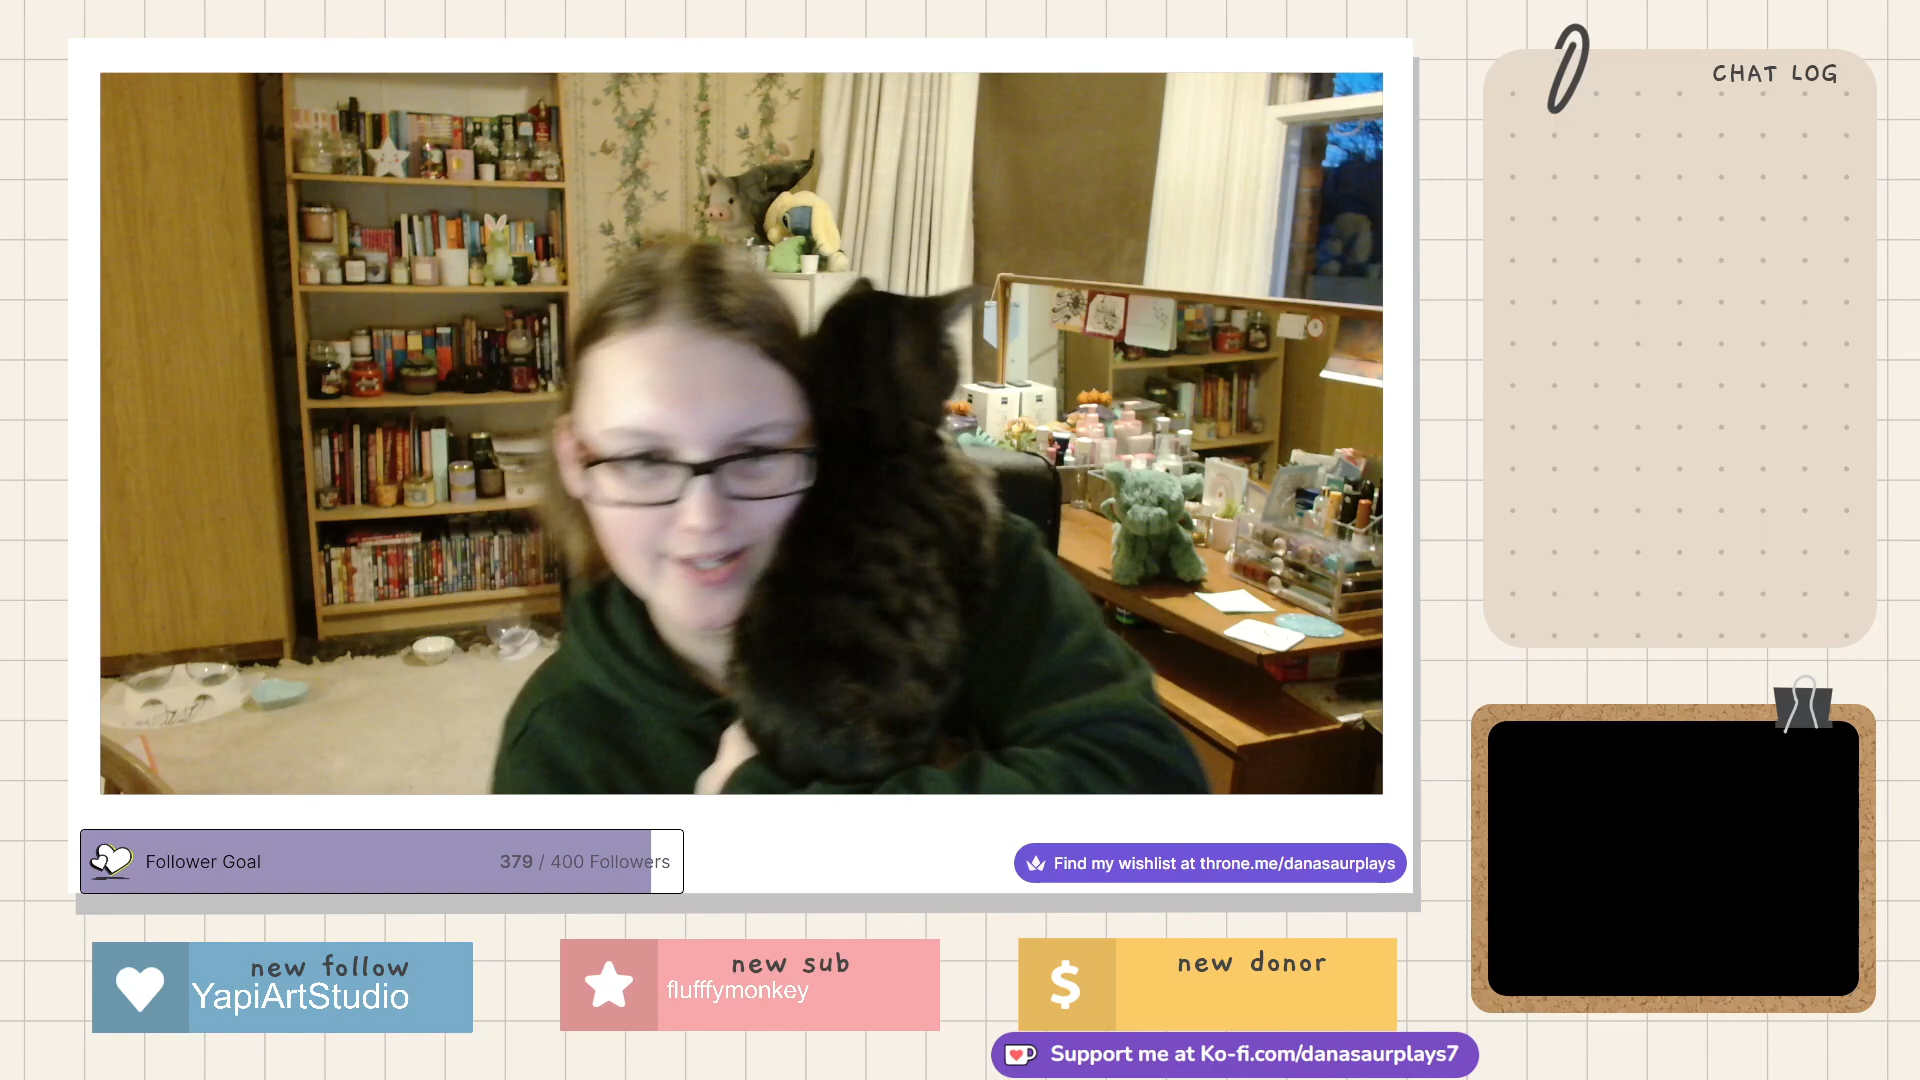 CHAT LOG
Follower Goal
379 / 400 Followers
Find my wishlist at throne.me/danasaurplays
new follow
YapiArtStudio
new sub
flufffymonkey
new donor
Support me at Ko-fi.com/danasaurplays7